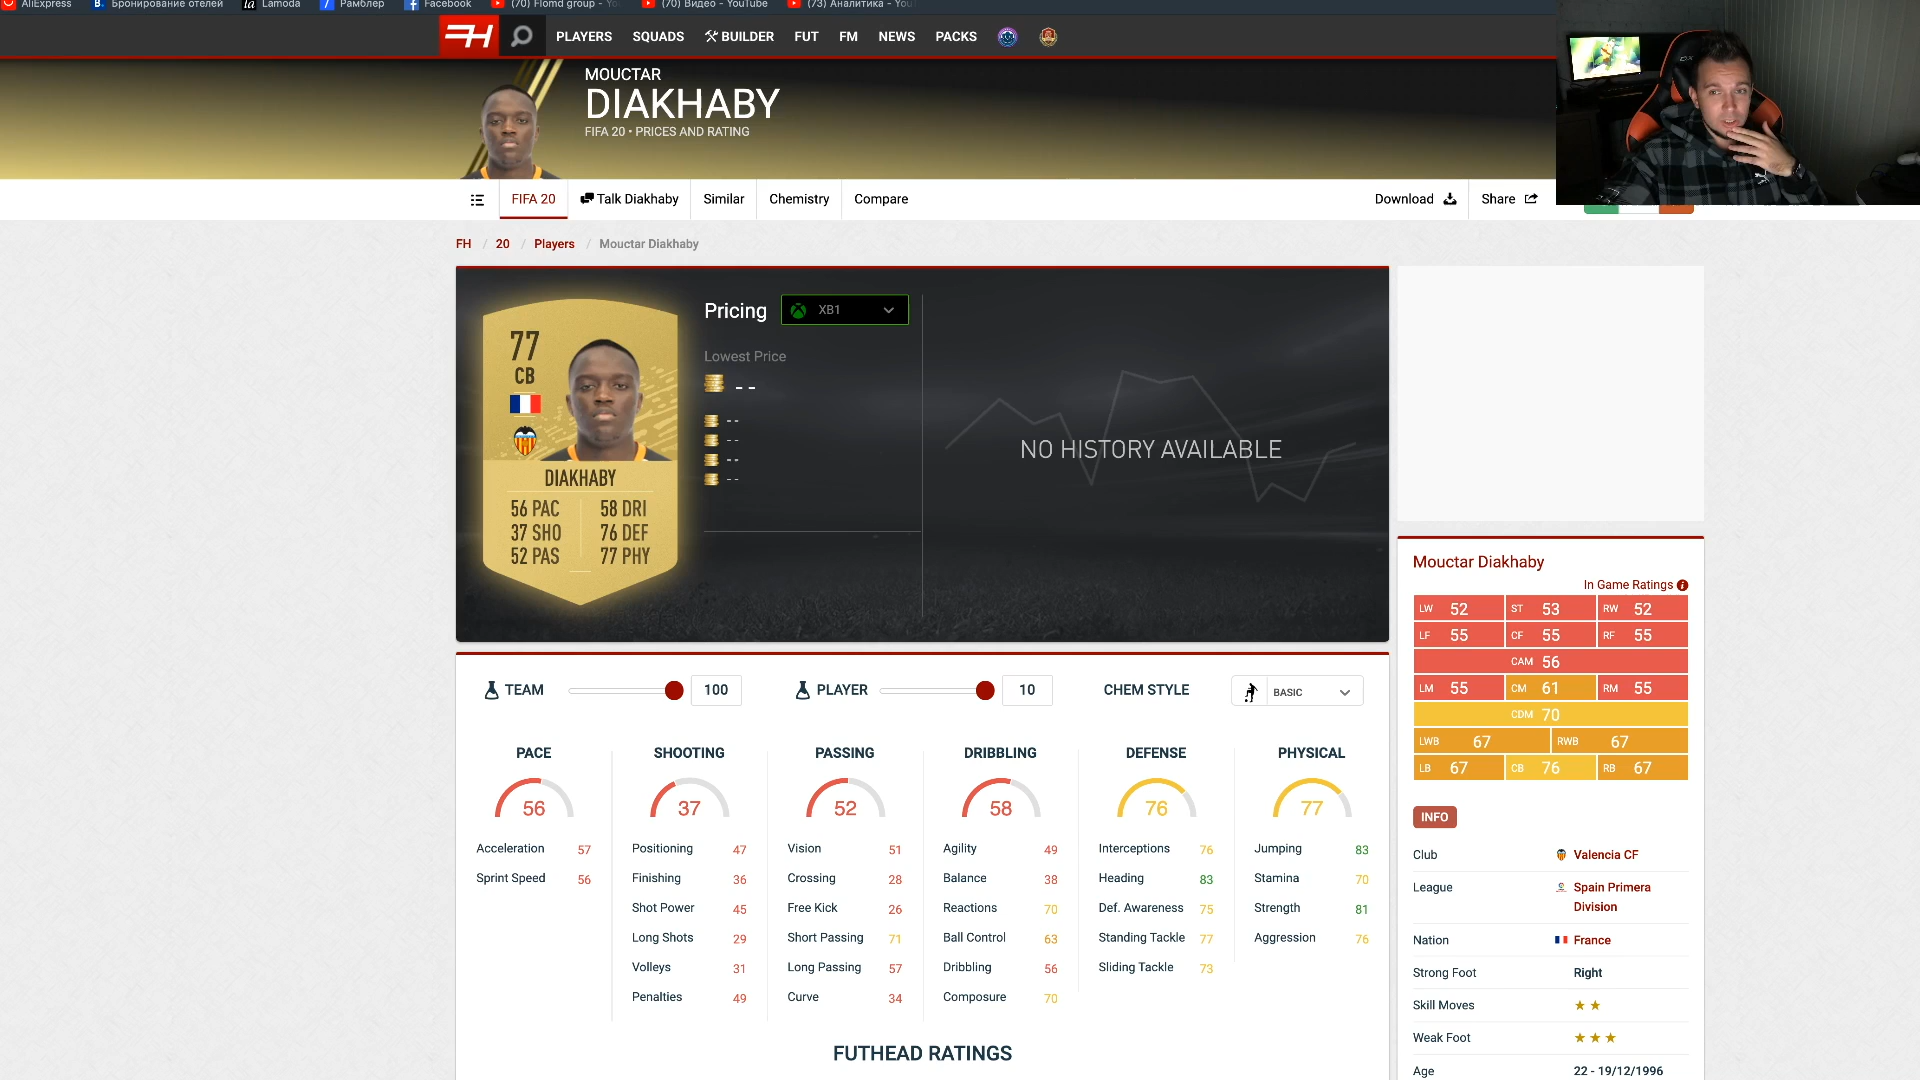 AliExpress
B. Бронирование отелей
la Lamoda
Рамблер
Facebook
(70) Flomd group - Yo
(70) Видео - YouTube
(73) Аналитика - You
FH
PLAYERS
SQUADS
BUILDER
FUT
FM
NEWS
PACKS
MOUCTAR
DIAKHABY
FIFA 20 • PRICES AND RATING
FIFA 20
Talk Diakhaby
Similar
Chemistry
Compare
Download
Share
FH / 20 / Players / Mouctar Diakhaby
77
CB
DIAKHABY
56 PAC 58 DRI
37 SHO 76 DEF
52 PAS 77 PHY
Pricing
XB1
Lowest Price
- -
- -
- -
- -
- -
NO HISTORY AVAILABLE
TEAM 100
PLAYER 10
CHEM STYLE
BASIC
PACE
56
Acceleration 57
Sprint Speed 56
SHOOTING
37
Positioning 47
Finishing 36
Shot Power 45
Long Shots 29
Volleys 31
Penalties 49
PASSING
52
Vision 51
Crossing 28
Free Kick 26
Short Passing 71
Long Passing 57
Curve 34
DRIBBLING
58
Agility 49
Balance 38
Reactions 70
Ball Control 63
Dribbling 56
Composure 70
DEFENSE
76
Interceptions 76
Heading 83
Def. Awareness 75
Standing Tackle 77
Sliding Tackle 73
PHYSICAL
77
Jumping 83
Stamina 70
Strength 81
Aggression 76
FUTHEAD RATINGS
Mouctar Diakhaby
In Game Ratings
LW 52 ST 53 RW 52
LF 55 CF 55 RF 55
CAM 56
LM 55 CM 61 RM 55
CDM 70
LWB 67 RWB 67
LB 67 CB 76 RB 67
INFO
Club Valencia CF
League Spain Primera
Division
Nation France
Strong Foot Right
Skill Moves ★ ★
Weak Foot ★ ★ ★
Age 22 - 19/12/1996